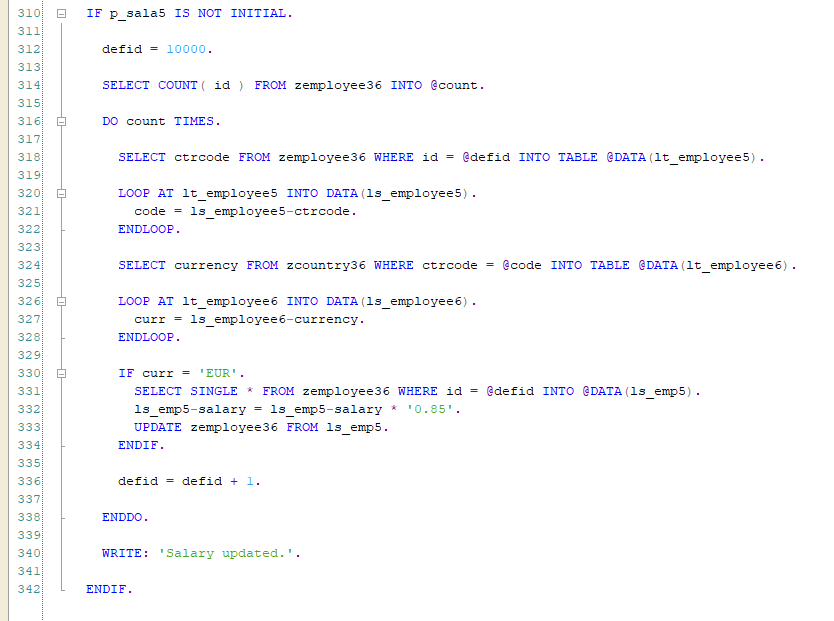 310 IF p_sala5 IS NOT INITIAL.
311
312 defid = 10000.
313
314 SELECT COUNT( id ) FROM zemployee36 INTO @count.
315
316 DO count TIMES.
317
318 SELECT ctrcode FROM zemployee36 WHERE id = @defid INTO TABLE @DATA(lt_employee5).
319
320 LOOP AT lt_employee5 INTO DATA(ls_employee5).
321 code = ls_employee5-ctrcode.
322 ENDLOOP.
323
324 SELECT currency FROM zcountry36 WHERE ctrcode = @code INTO TABLE @DATA(lt_employee6).
325
326 LOOP AT lt_employee6 INTO DATA(ls_employee6).
327 curr = ls_employee6-currency.
328 ENDLOOP.
329
330 IF curr = 'EUR'.
331 SELECT SINGLE * FROM zemployee36 WHERE id = @defid INTO @DATA(ls_emp5).
332 ls_emp5-salary = ls_emp5-salary * '0.85'.
333 UPDATE zemployee36 FROM ls_emp5.
334 ENDIF.
335
336 defid = defid + 1.
337
338 ENDDO.
339
340 WRITE: 'Salary updated.'.
341
342 ENDIF.